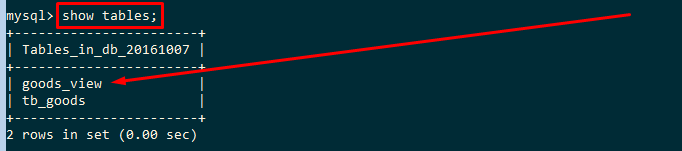 mysql> show tables;
+-----------------------+
| Tables_in_db_20161007 |
+-----------------------+
| goods_view            |
| tb_goods              |
+-----------------------+
2 rows in set (0.00 sec)